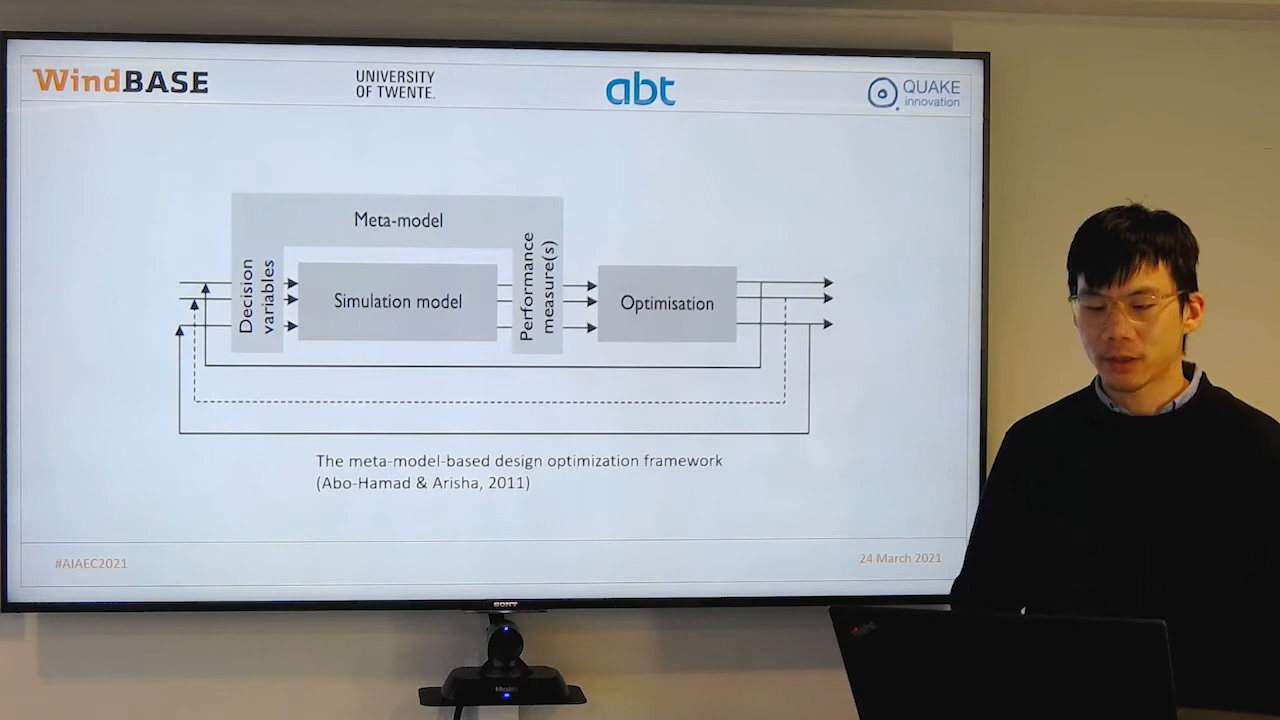 WindBASE
UNIVERSITY
OF TWENTE.
abt
QUAKE
innovation
Meta-model
Decision
variables
Simulation model
Performance
measure(s)
Optimisation
The meta-model-based design optimization framework
(Abo-Hamad & Arisha, 2011)
#AIAEC2021
24 March 2021
SONY